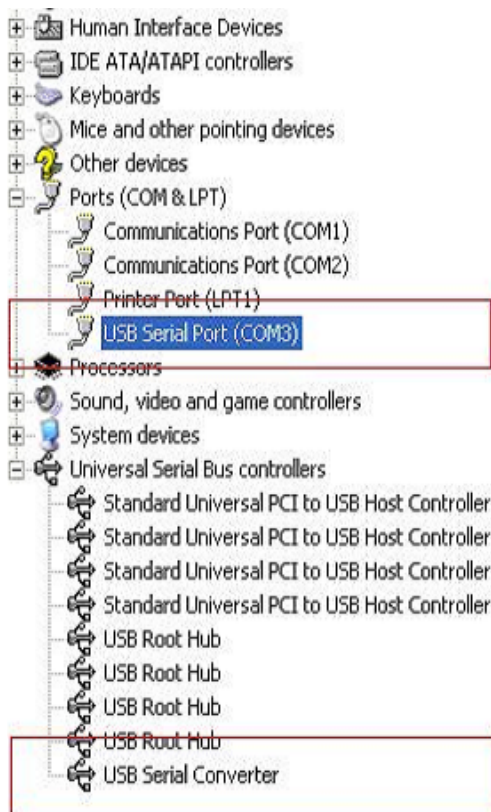 Human Interface Devices
IDE ATA/ATAPI controllers
Keyboards
Mice and other pointing devices
Other devices
Ports (COM & LPT)
Communications Port (COM1)
Communications Port (COM2)
Printer Port (LPT1)
USB Serial Port (COM3)
Processors
Sound, video and game controllers
System devices
Universal Serial Bus controllers
Standard Universal PCI to USB Host Controller
Standard Universal PCI to USB Host Controller
Standard Universal PCI to USB Host Controller
Standard Universal PCI to USB Host Controller
USB Root Hub
USB Root Hub
USB Root Hub
USB Root Hub
USB Serial Converter